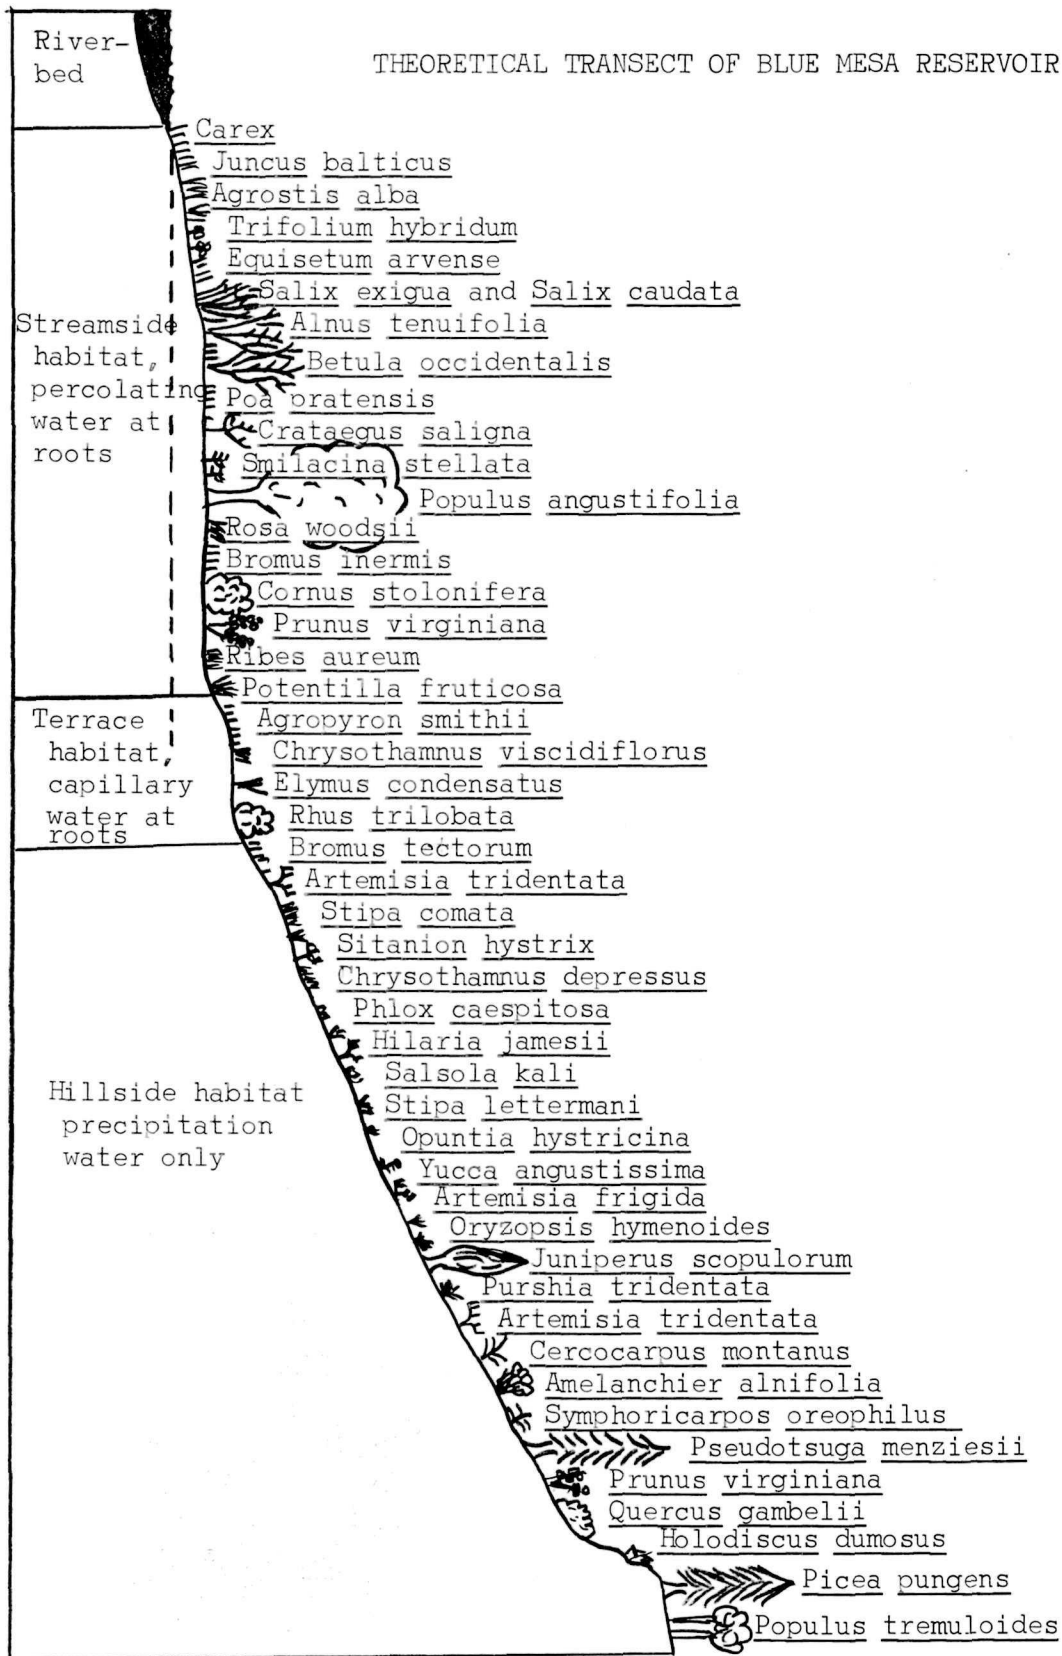 THEORETICAL TRANSECT OF BLUE MESA RESERVOIR
River-
bed
Carex
Juncus balticus
Agrostis alba
Trifolium hybridum
Equisetum arvense
Salix exigua and Salix caudata
Alnus tenuifolia
Betula occidentalis
Poa pratensis
Crataegus saligna
Smilacina stellata
Populus angustifolia
Rosa woodsii
Bromus inermis
Cornus stolonifera
Prunus virginiana
Ribes aureum
Potentilla fruticosa
Streamside
habitat,
percolating
water at
roots
Agropyron smithii
Chrysothamnus viscidiflorus
Elymus condensatus
Rhus trilobata
Terrace
habitat,
capillary
water at
roots
Bromus tectorum
Artemisia tridentata
Stipa comata
Sitanion hystrix
Chrysothamnus depressus
Phlox caespitosa
Hilaria jamesii
Salsola kali
Stipa lettermani
Opuntia hystricina
Yucca angustissima
Artemisia frigida
Oryzopsis hymenoides
Juniperus scopulorum
Purshia tridentata
Artemisia tridentata
Cercocarpus montanus
Amelanchier alnifolia
Symphoricarpos oreophilus
Pseudotsuga menziesii
Prunus virginiana
Quercus gambelii
Holodiscus dumosus
Picea pungens
Populus tremuloides
Hillside habitat
precipitation
water only